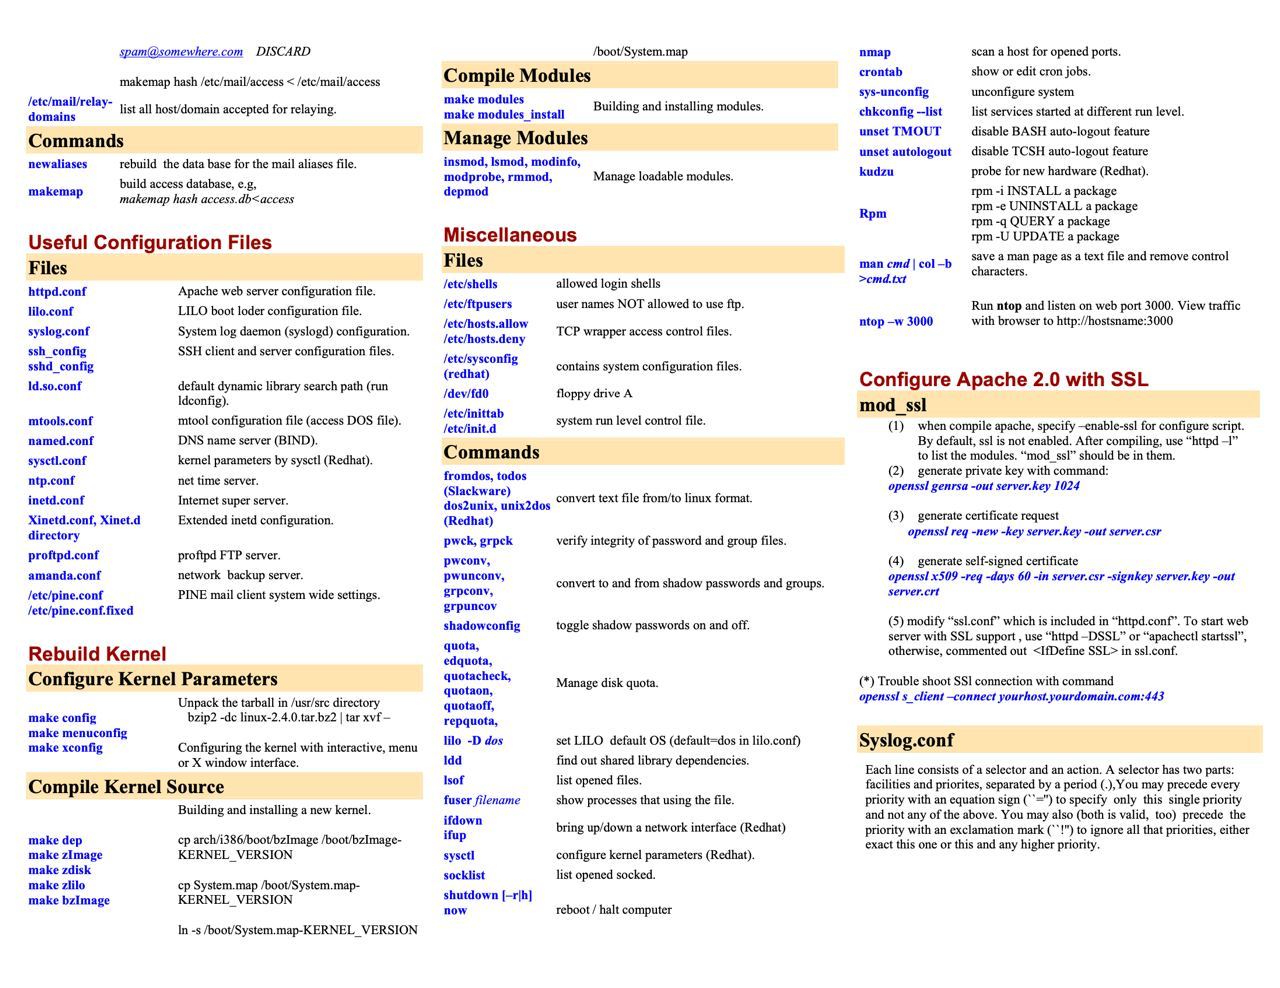 spam@somewhere.com DISCARD
makemap hash /etc/mail/access < /etc/mail/access
/etc/mail/relay-
domains
list all host/domain accepted for relaying.
Commands
newaliases rebuild the data base for the mail aliases file.
makemap
build access database, e.g,
makemap hash access.db<access
Useful Configuration Files
Files
httpd.conf Apache web server configuration file.
lilo.conf LILO boot loder configuration file.
syslog.conf System log daemon (syslogd) configuration.
ssh_config SSH client and server configuration files.
sshd_config
ld.so.conf default dynamic library search path (run
ldconfig).
mtools.conf mtool configuration file (access DOS file).
named.conf DNS name server (BIND).
sysctl.conf kernel parameters by sysctl (Redhat).
ntp.conf net time server.
inetd.conf Internet super server.
Xinetd.conf, Xinet.d Extended inetd configuration.
directory
proftpd.conf proftpd FTP server.
amanda.conf network backup server.
/etc/pine.conf PINE mail client system wide settings.
/etc/pine.conf.fixed
Rebuild Kernel
Configure Kernel Parameters
make config
make menuconfig
make xconfig
Unpack the tarball in /usr/src directory
bzip2 -dc linux-2.4.0.tar.bz2 | tar xvf –
Configuring the kernel with interactive, menu
or X window interface.
Compile Kernel Source
make dep
make zImage
make zdisk
make zlilo
make bzImage
Building and installing a new kernel.
cp arch/i386/boot/bzImage /boot/bzImage-
KERNEL_VERSION
cp System.map /boot/System.map-
KERNEL_VERSION
ln -s /boot/System.map-KERNEL_VERSION
/boot/System.map
Compile Modules
make modules
make modules_install
Building and installing modules.
Manage Modules
insmod, lsmod, modinfo,
modprobe, rmmod,
depmod
Manage loadable modules.
Miscellaneous
Files
/etc/shells allowed login shells
/etc/ftpusers user names NOT allowed to use ftp.
/etc/hosts.allow
/etc/hosts.deny
TCP wrapper access control files.
/etc/sysconfig
(redhat)
contains system configuration files.
/dev/fd0 floppy drive A
/etc/inittab
/etc/init.d
system run level control file.
Commands
fromdos, todos
(Slackware)
dos2unix, unix2dos
(Redhat)
convert text file from/to linux format.
pwck, grpck verify integrity of password and group files.
pwconv,
pwunconv,
grpconv,
grpuncov
convert to and from shadow passwords and groups.
shadowconfig toggle shadow passwords on and off.
quota,
edquota,
quotacheck,
quotaon,
quotaoff,
repquota,
Manage disk quota.
lilo -D dos set LILO default OS (default=dos in lilo.conf)
ldd find out shared library dependencies.
lsof list opened files.
fuser filename show processes that using the file.
ifdown
ifup
bring up/down a network interface (Redhat)
sysctl configure kernel parameters (Redhat).
socklist list opened socked.
shutdown [–r|h]
now
reboot / halt computer
nmap scan a host for opened ports.
crontab show or edit cron jobs.
sys-unconfig unconfigure system
chkconfig --list list services started at different run level.
unset TMOUT disable BASH auto-logout feature
unset autologout disable TCSH auto-logout feature
kudzu probe for new hardware (Redhat).
Rpm
rpm -i INSTALL a package
rpm -e UNINSTALL a package
rpm -q QUERY a package
rpm -U UPDATE a package
man cmd | col –b
>cmd.txt
save a man page as a text file and remove control
characters.
ntop –w 3000
Run ntop and listen on web port 3000. View traffic
with browser to http://hostname:3000
Configure Apache 2.0 with SSL
mod_ssl
(1) when compile apache, specify –enable-ssl for configure script.
By default, ssl is not enabled. After compiling, use “httpd –l”
to list the modules. “mod_ssl” should be in them.
(2) generate private key with command:
openssl genrsa -out server.key 1024
(3) generate certificate request
openssl req -new -key server.key -out server.csr
(4) generate self-signed certificate
openssl x509 -req -days 60 -in server.csr -signkey server.key -out
server.crt
(5) modify “ssl.conf” which is included in “httpd.conf”. To start web
server with SSL support , use “httpd –DSSL” or “apachectl startssl”,
otherwise, commented out <IfDefine SSL> in ssl.conf.
(*) Trouble shoot SSl connection with command
openssl s_client –connect yourhost.yourdomain.com:443
Syslog.conf
Each line consists of a selector and an action. A selector has two parts:
facilities and priorites, separated by a period (.),You may precede every
priority with an equation sign (``='') to specify only this single priority
and not any of the above. You may also (both is valid, too) precede the
priority with an exclamation mark (``!'') to ignore all that priorities, either
exact this one or this and any higher priority.